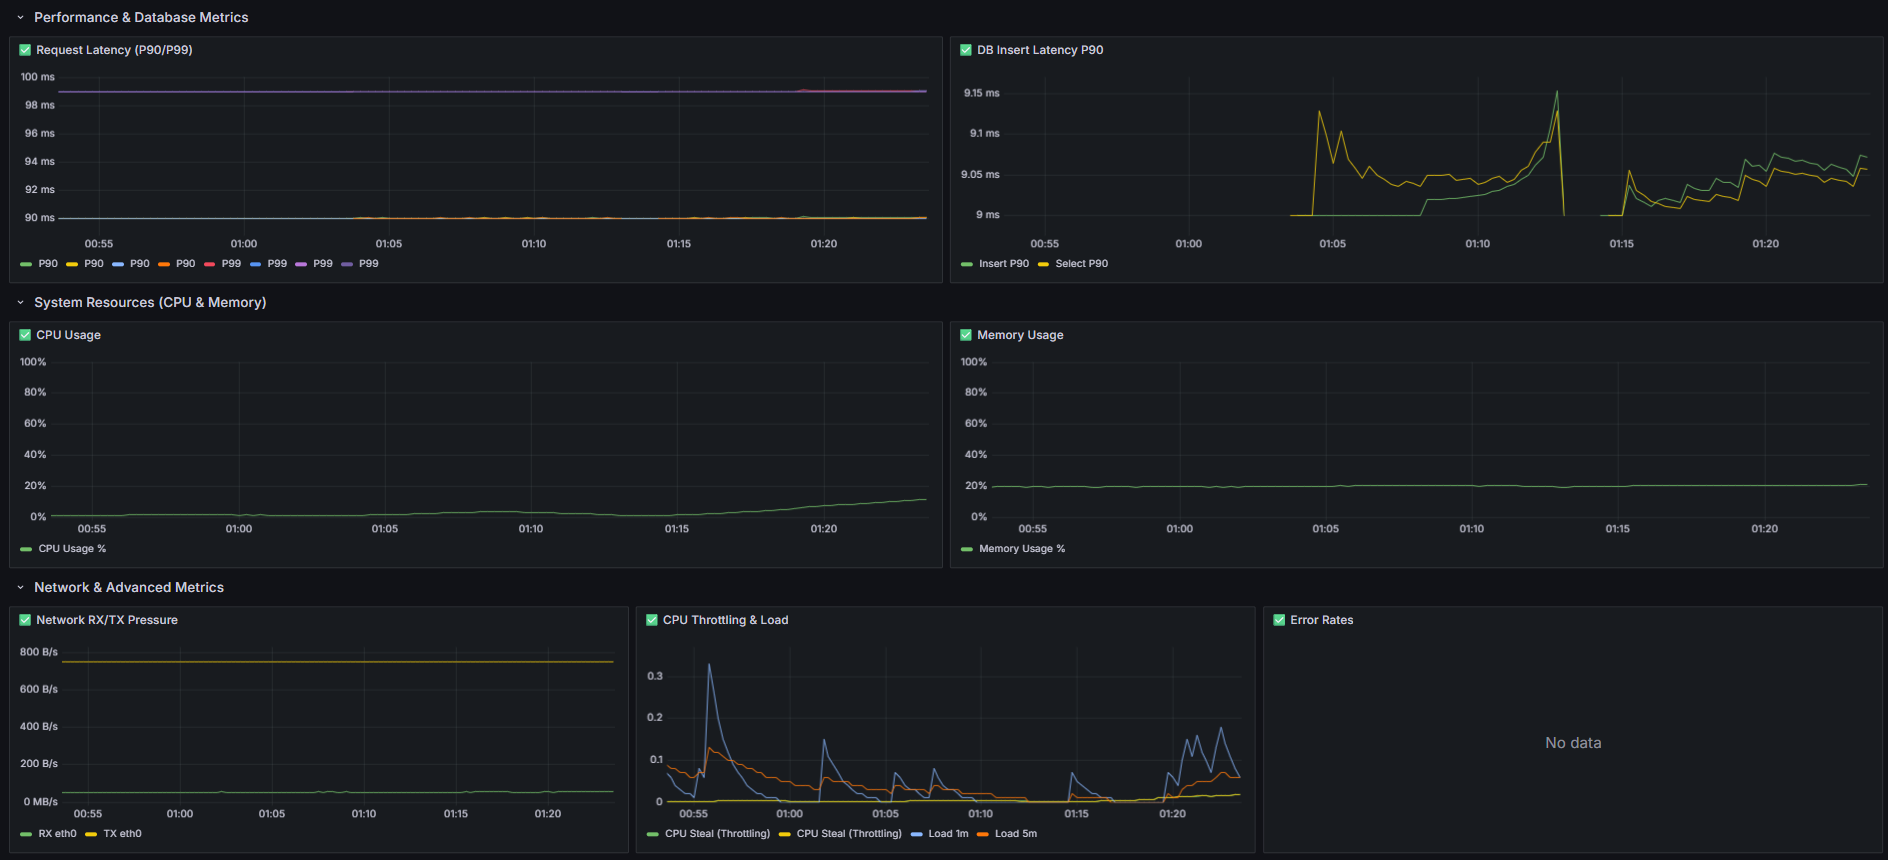 Performance & Database Metrics
Request Latency (P90/P99)
100 ms
98 ms
96 ms
94 ms
92 ms
90 ms
00:55 01:00 01:05 01:10 01:15 01:20
P90 P90 P90 P90 P99 P99 P99 P99
DB Insert Latency P90
9.15 ms
9.1 ms
9.05 ms
9 ms
00:55 01:00 01:05 01:10 01:15 01:20
Insert P90 Select P90
System Resources (CPU & Memory)
CPU Usage
100%
80%
60%
40%
20%
0%
00:55 01:00 01:05 01:10 01:15 01:20
CPU Usage %
Memory Usage
100%
80%
60%
40%
20%
0%
00:55 01:00 01:05 01:10 01:15 01:20
Memory Usage %
Network & Advanced Metrics
Network RX/TX Pressure
800 B/s
600 B/s
400 B/s
200 B/s
0 MB/s
00:55 01:00 01:05 01:10 01:15 01:20
RX eth0 TX eth0
CPU Throttling & Load
0.3
0.2
0.1
0
00:55 01:00 01:05 01:10 01:15 01:20
CPU Steal (Throttling) CPU Steal (Throttling) Load 1m Load 5m
Error Rates
No data